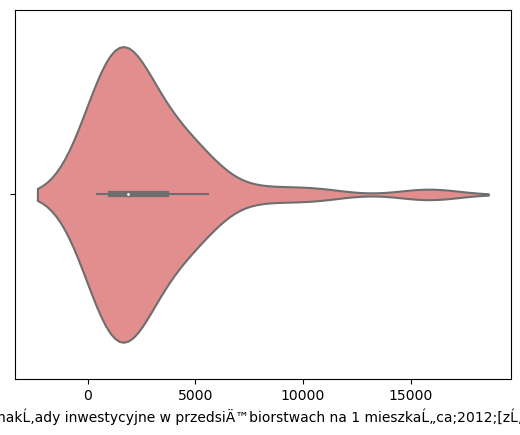 0 5000 10000 15000
nakĹ‚ady inwestycyjne w przedsiÄ™biorstwach na 1 mieszkaĹ„ca;2012;[zĹ‚